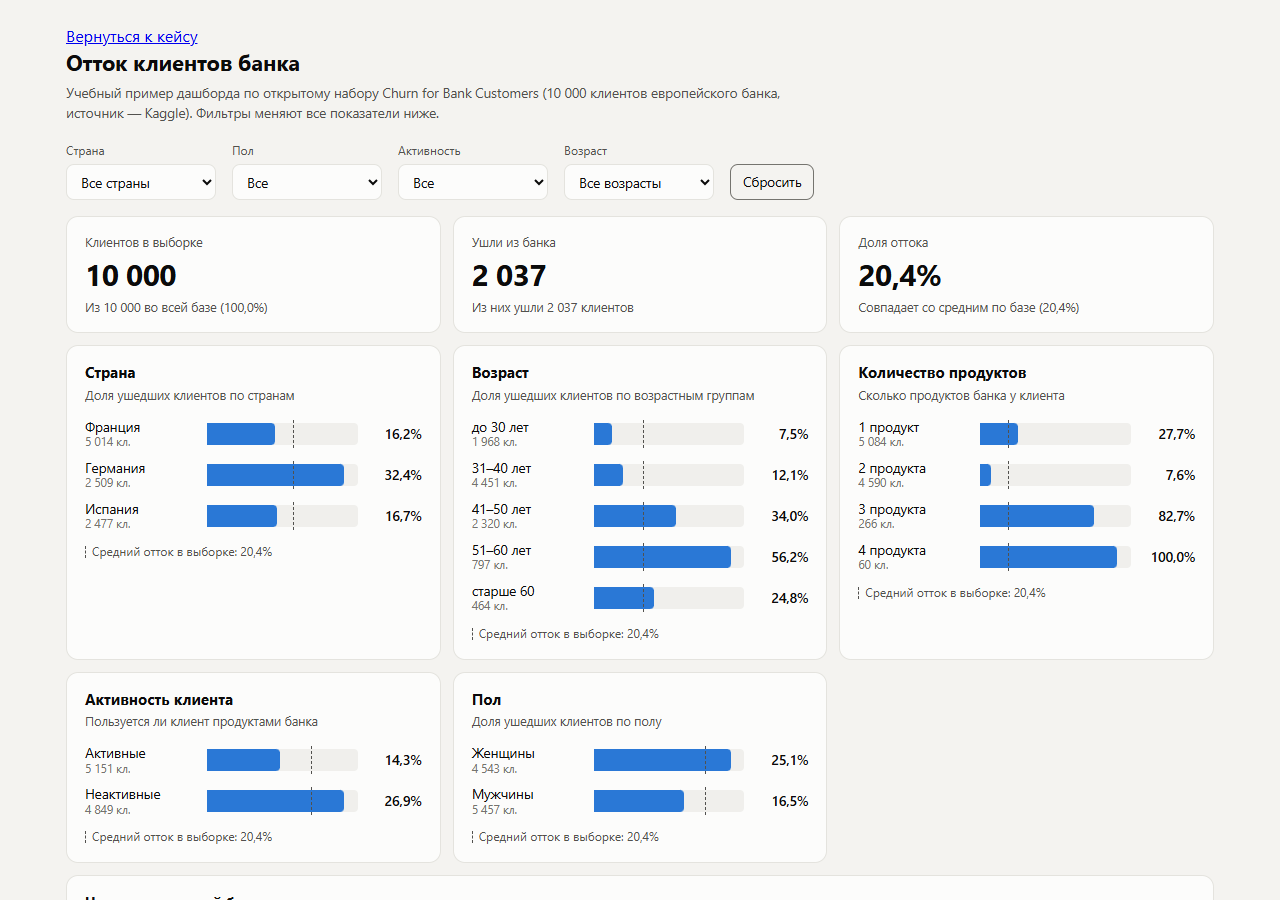 Вернуться к кейсу
Отток клиентов банка
Учебный пример дашборда по открытому набору Churn for Bank Customers (10 000 клиентов европейского банка,
источник — Kaggle). Фильтры меняют все показатели ниже.
Страна
Пол
Активность
Возраст
Все страны
Все
Все
Все возрасты
Сбросить
Клиентов в выборке
10 000
Из 10 000 во всей базе (100,0%)
Ушли из банка
2 037
Из них ушли 2 037 клиентов
Доля оттока
20,4%
Совпадает со средним по базе (20,4%)
Страна
Доля ушедших клиентов по странам
Франция
5 014 кл.
16,2%
Германия
2 509 кл.
32,4%
Испания
2 477 кл.
16,7%
Средний отток в выборке: 20,4%
Возраст
Доля ушедших клиентов по возрастным группам
до 30 лет
1 968 кл.
7,5%
31–40 лет
4 451 кл.
12,1%
41–50 лет
2 320 кл.
34,0%
51–60 лет
797 кл.
56,2%
старше 60
464 кл.
24,8%
Средний отток в выборке: 20,4%
Количество продуктов
Сколько продуктов банка у клиента
1 продукт
5 084 кл.
27,7%
2 продукта
4 590 кл.
7,6%
3 продукта
266 кл.
82,7%
4 продукта
60 кл.
100,0%
Средний отток в выборке: 20,4%
Активность клиента
Пользуется ли клиент продуктами банка
Активные
5 151 кл.
14,3%
Неактивные
4 849 кл.
26,9%
Средний отток в выборке: 20,4%
Пол
Доля ушедших клиентов по полу
Женщины
4 543 кл.
25,1%
Мужчины
5 457 кл.
16,5%
Средний отток в выборке: 20,4%